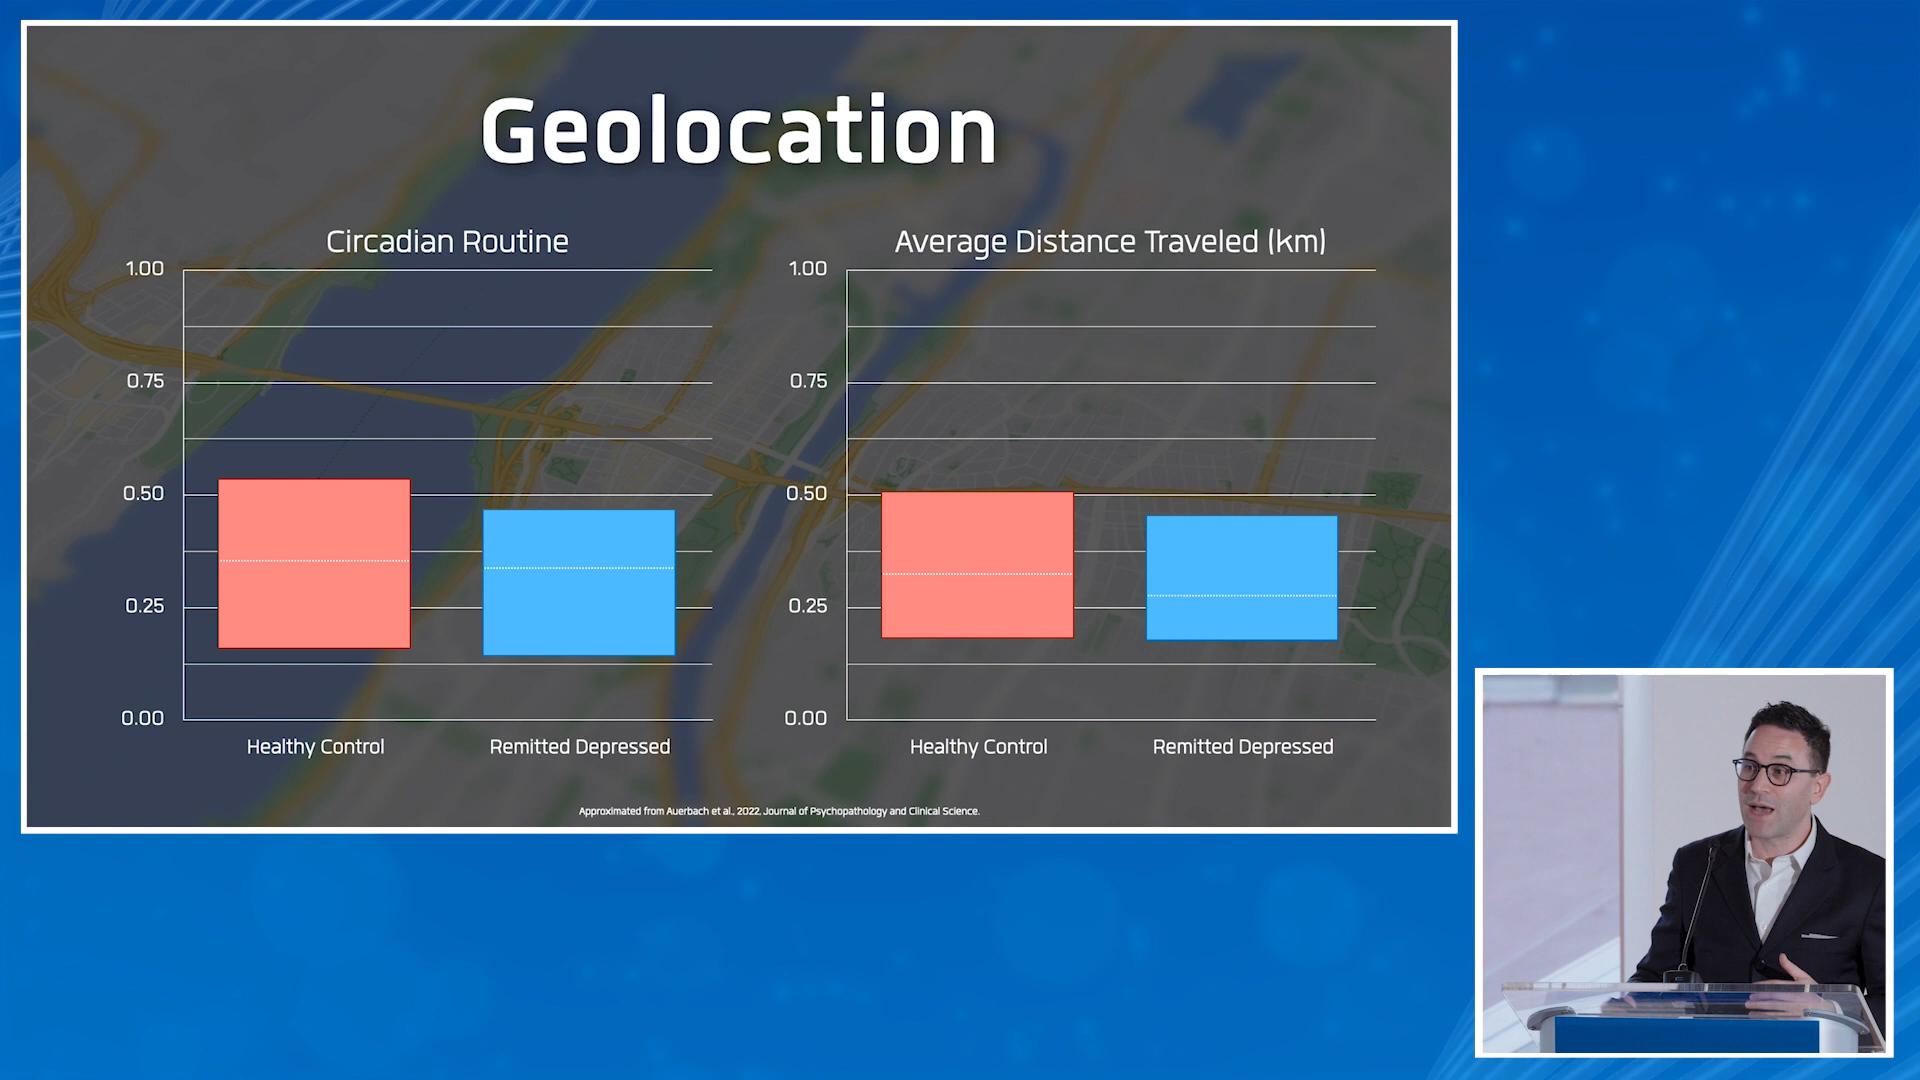 Geolocation
Circadian Routine
1.00
0.75
0.50
0.25
0.00
Healthy Control
Remitted Depressed
Average Distance Traveled (km)
1.00
0.75
0.50
0.25
0.00
Healthy Control
Remitted Depressed
Approximated from Auerbach et al., 2022, Journal of Psychopathology and Clinical Science.